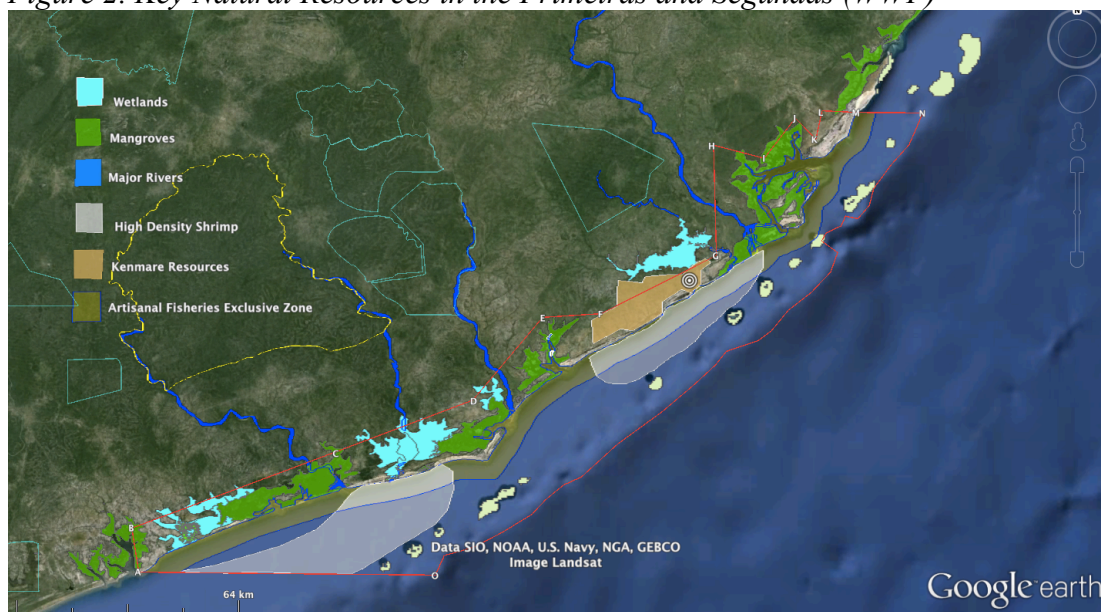 Figure 2: Key Natural Resources in the Primeiras and Segundas (WWF)
Wetlands
Mangroves
Major Rivers
High Density Shrimp
Kenmare Resources
Artisanal Fisheries Exclusive Zone
J
L
M
N
K
H
I
G
E
F
D
C
B
A
O
Data SIO, NOAA, U.S. Navy, NGA, GEBCO
Image Landsat
64 km
Google earth